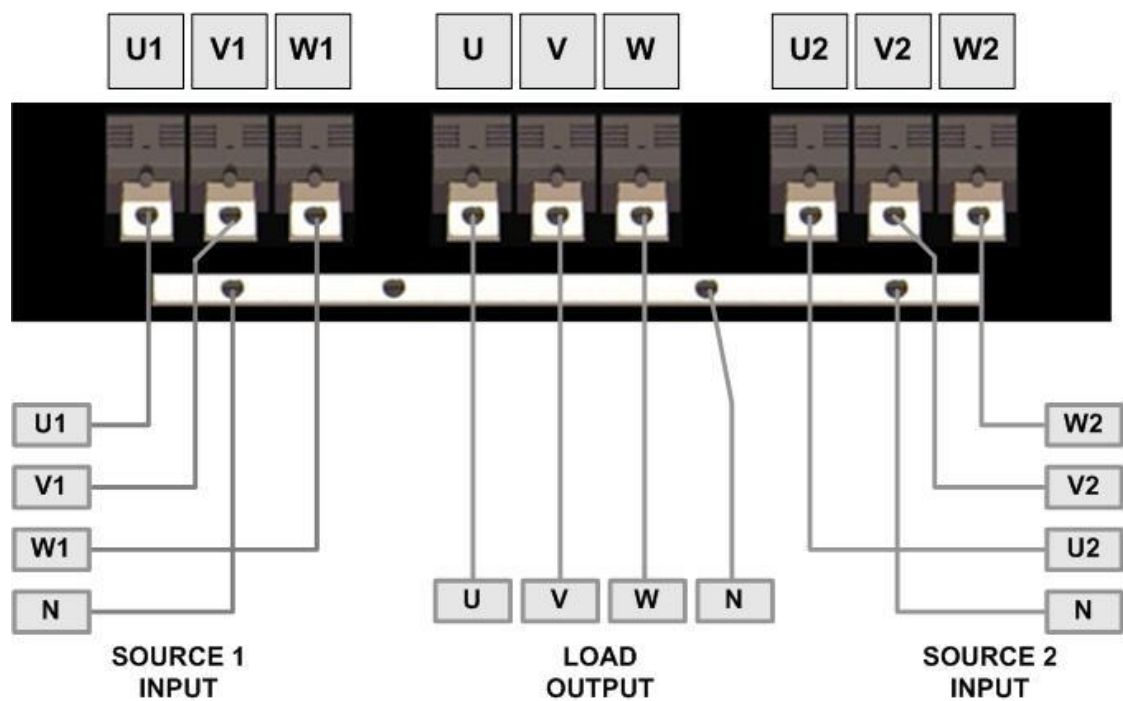 U1 V1 W1 U V W U2 V2 W2
U1
W2
V1
V2
W1
U2
U V W N
N
N
SOURCE 1
INPUT
LOAD
OUTPUT
SOURCE 2
INPUT